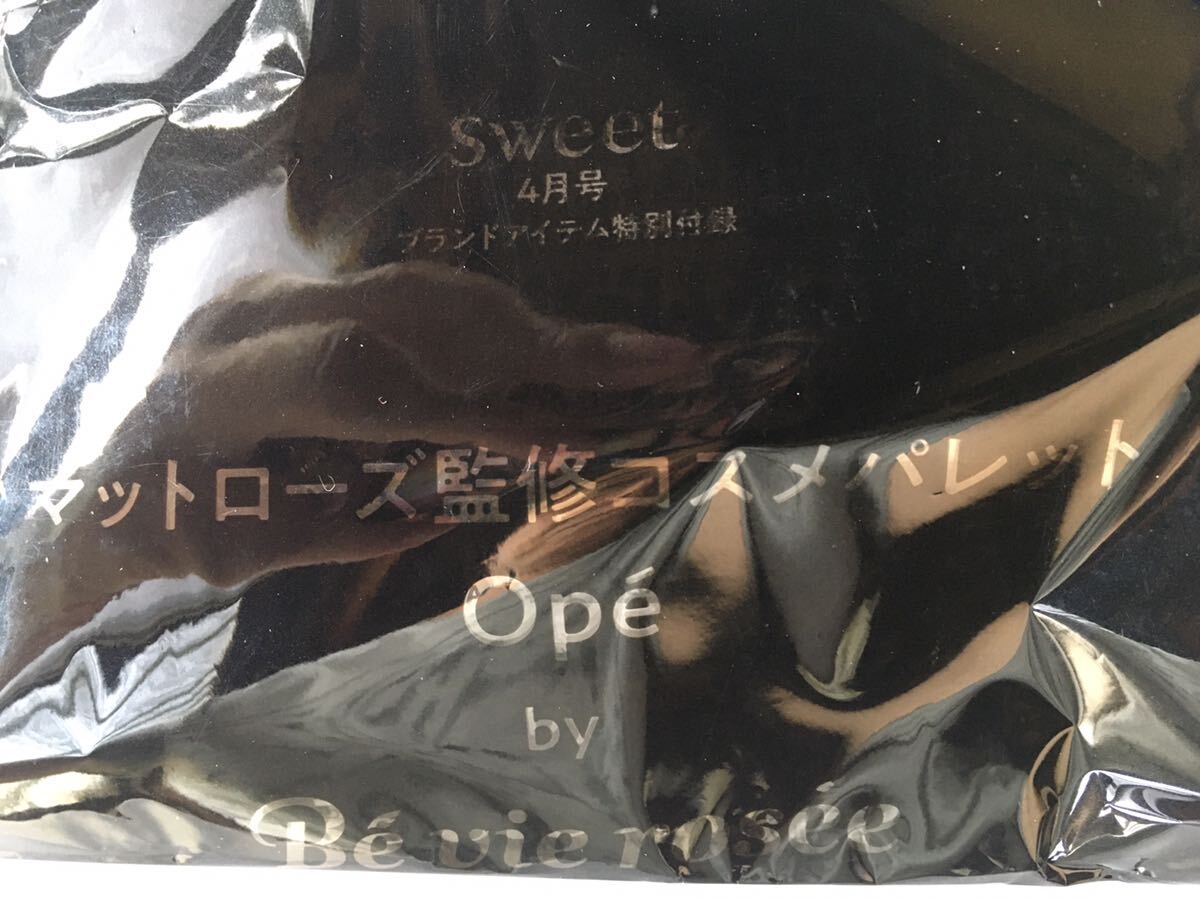 sweet
4月号
ブランドアイテム特別付録
マットローズ監修コスメパレット
Opé
by
Bé vie rosée